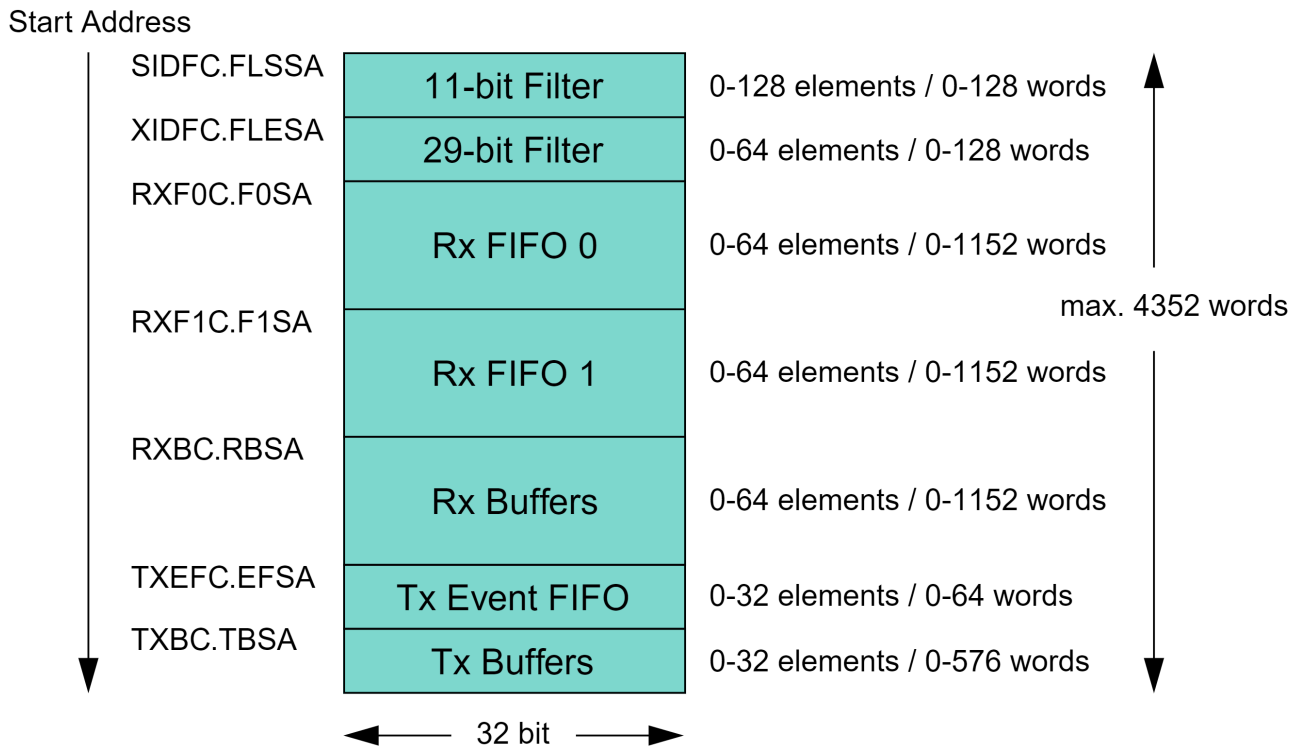 Start Address
SIDFC.FLSSA
11-bit Filter
0-128 elements / 0-128 words
XIDFC.FLESA
29-bit Filter
0-64 elements / 0-128 words
RXF0C.F0SA
Rx FIFO 0
0-64 elements / 0-1152 words
max. 4352 words
RXF1C.F1SA
Rx FIFO 1
0-64 elements / 0-1152 words
RXBC.RBSA
Rx Buffers
0-64 elements / 0-1152 words
TXEFC.EFSA
Tx Event FIFO
0-32 elements / 0-64 words
TXBC.TBSA
Tx Buffers
0-32 elements / 0-576 words
32 bit